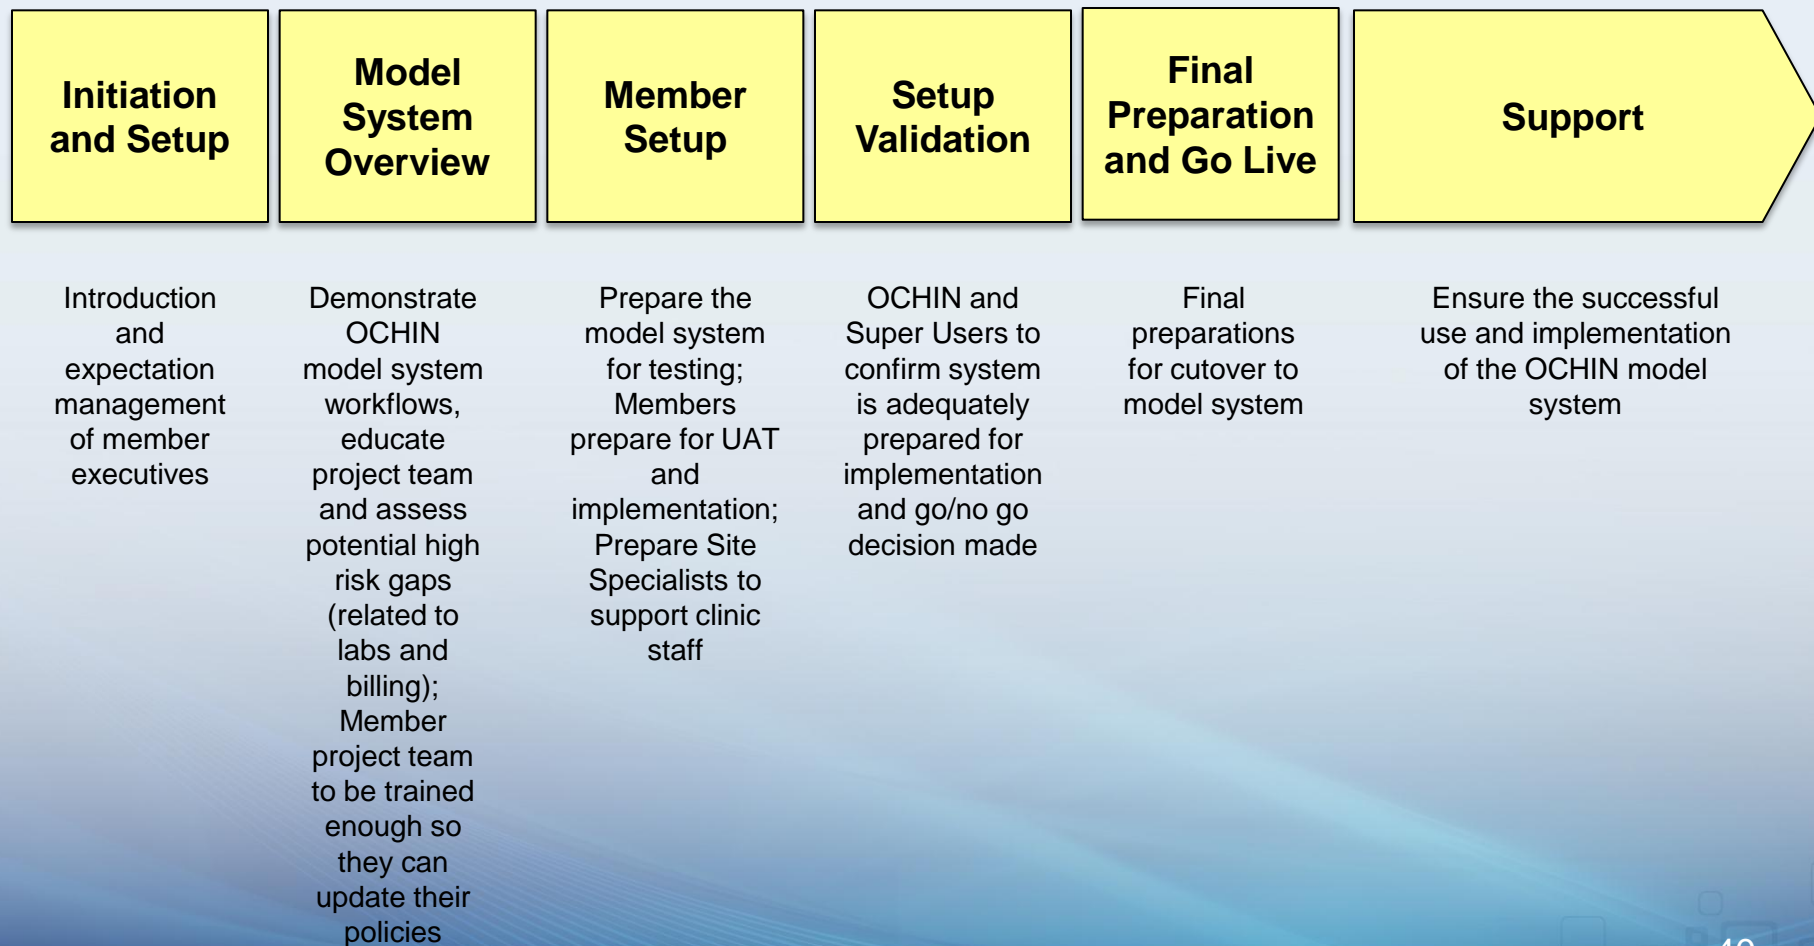 Initiation
and Setup
Model
System
Overview
Member
Setup
Setup
Validation
Final
Preparation
and Go Live
Support
Introduction
and
expectation
management
of member
executives
Demonstrate
OCHIN
model system
workflows,
educate
project team
and assess
potential high
risk gaps
(related to
labs and
billing);
Member
project team
to be trained
enough so
they can
update their
policies
Prepare the
model system
for testing;
Members
prepare for UAT
and
implementation;
Prepare Site
Specialists to
support clinic
staff
OCHIN and
Super Users to
confirm system
is adequately
prepared for
implementation
and go/no go
decision made
Final
preparations
for cutover to
model system
Ensure the successful
use and implementation
of the OCHIN model
system